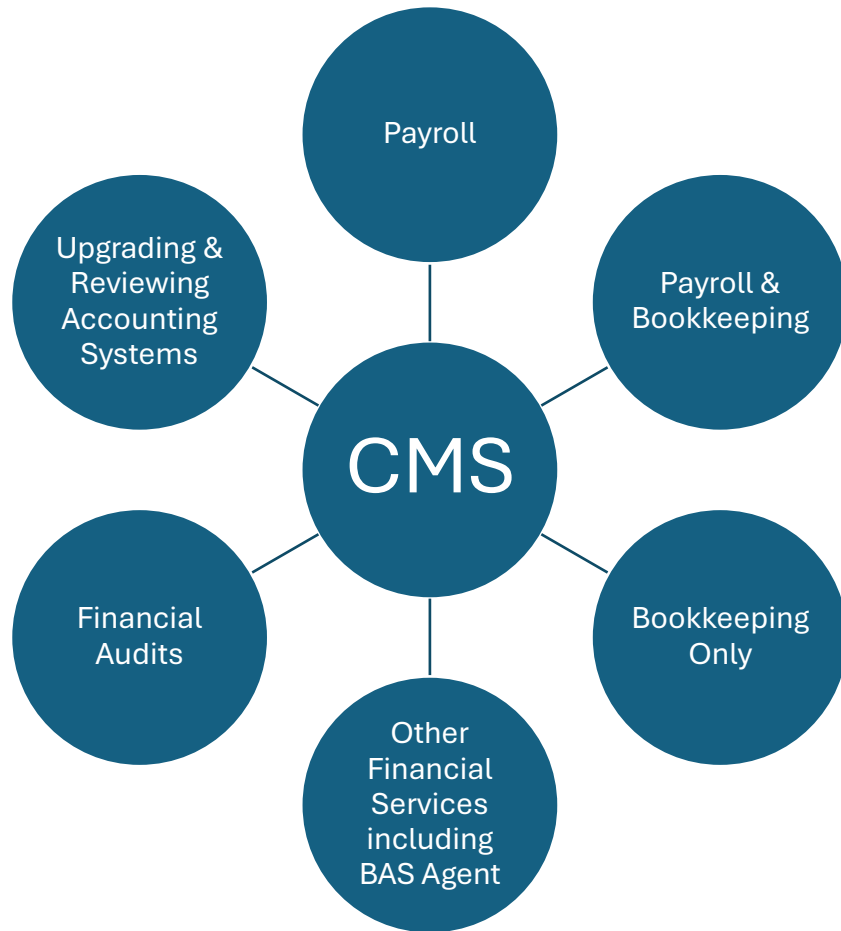 Payroll
Payroll &
Bookkeeping
Bookkeeping
Only
Other
Financial
Services
including
BAS Agent
Financial
Audits
Upgrading &
Reviewing
Accounting
Systems
CMS